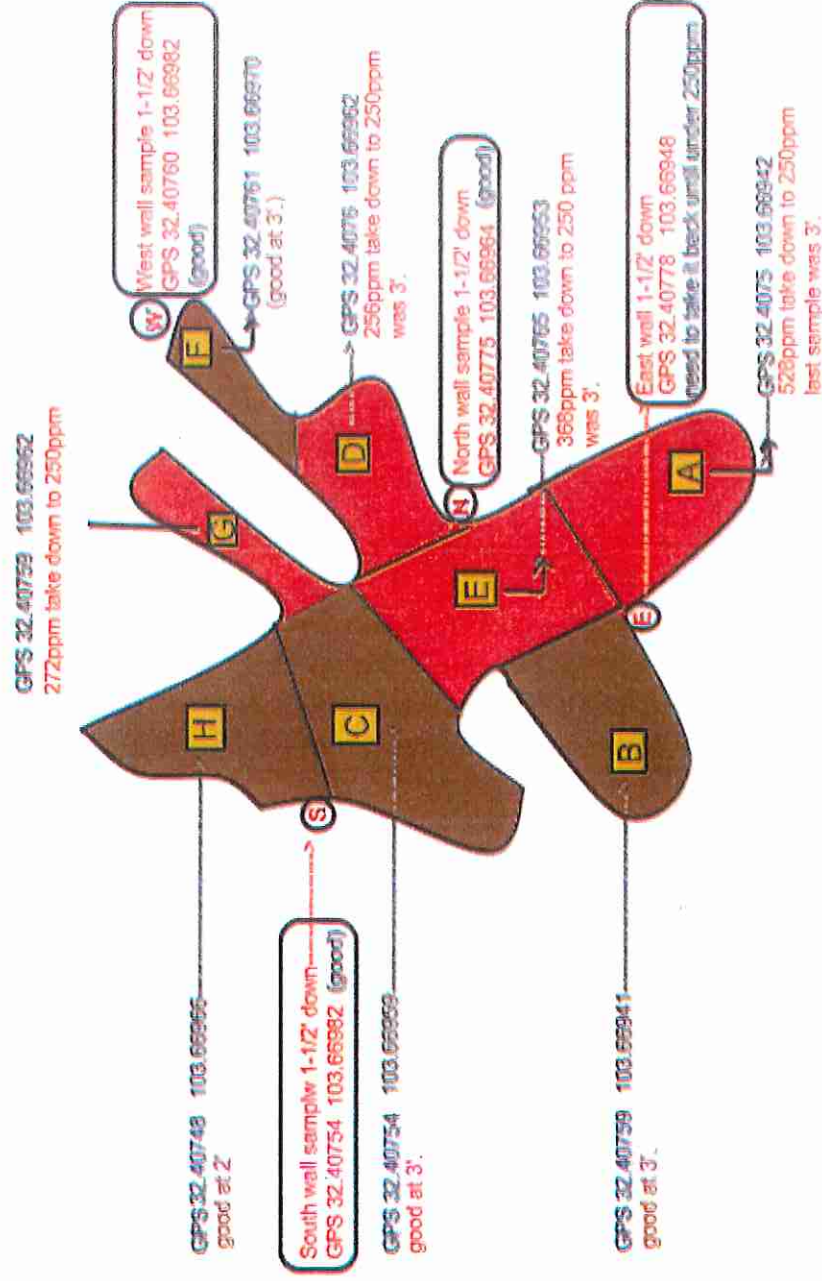 GPS 32.40759 103.66962
272ppm take down to 250ppm
West wall sample 1-1/2' down
GPS 32.40760 103.66982
(good)
W
GPS 32.40761 103.66970
(good at 3'.)
F
G
H
GPS 32.40748 103.66966
good at 2'
D
GPS 32.4076 103.66962
256ppm take down to 250ppm
was 3'.
S
C
South wall samplw 1-1/2' down
GPS 32.40754 103.66982 (good)
GPS 32.40754 103.66959
good at 3'.
N
North wall sample 1-1/2' down
GPS 32.40775 103.66964 (good)
E
GPS 32.40765 103.66953
368ppm take down to 250 ppm
was 3'.
E
East wall 1-1/2' down
GPS 32.40778 103.66948
need to take it back until under 250ppm
B
GPS 32.40759 103.66941
good at 3'.
A
GPS 32.4075 103.66942
528ppm take down to 250ppm
last sample was 3'.